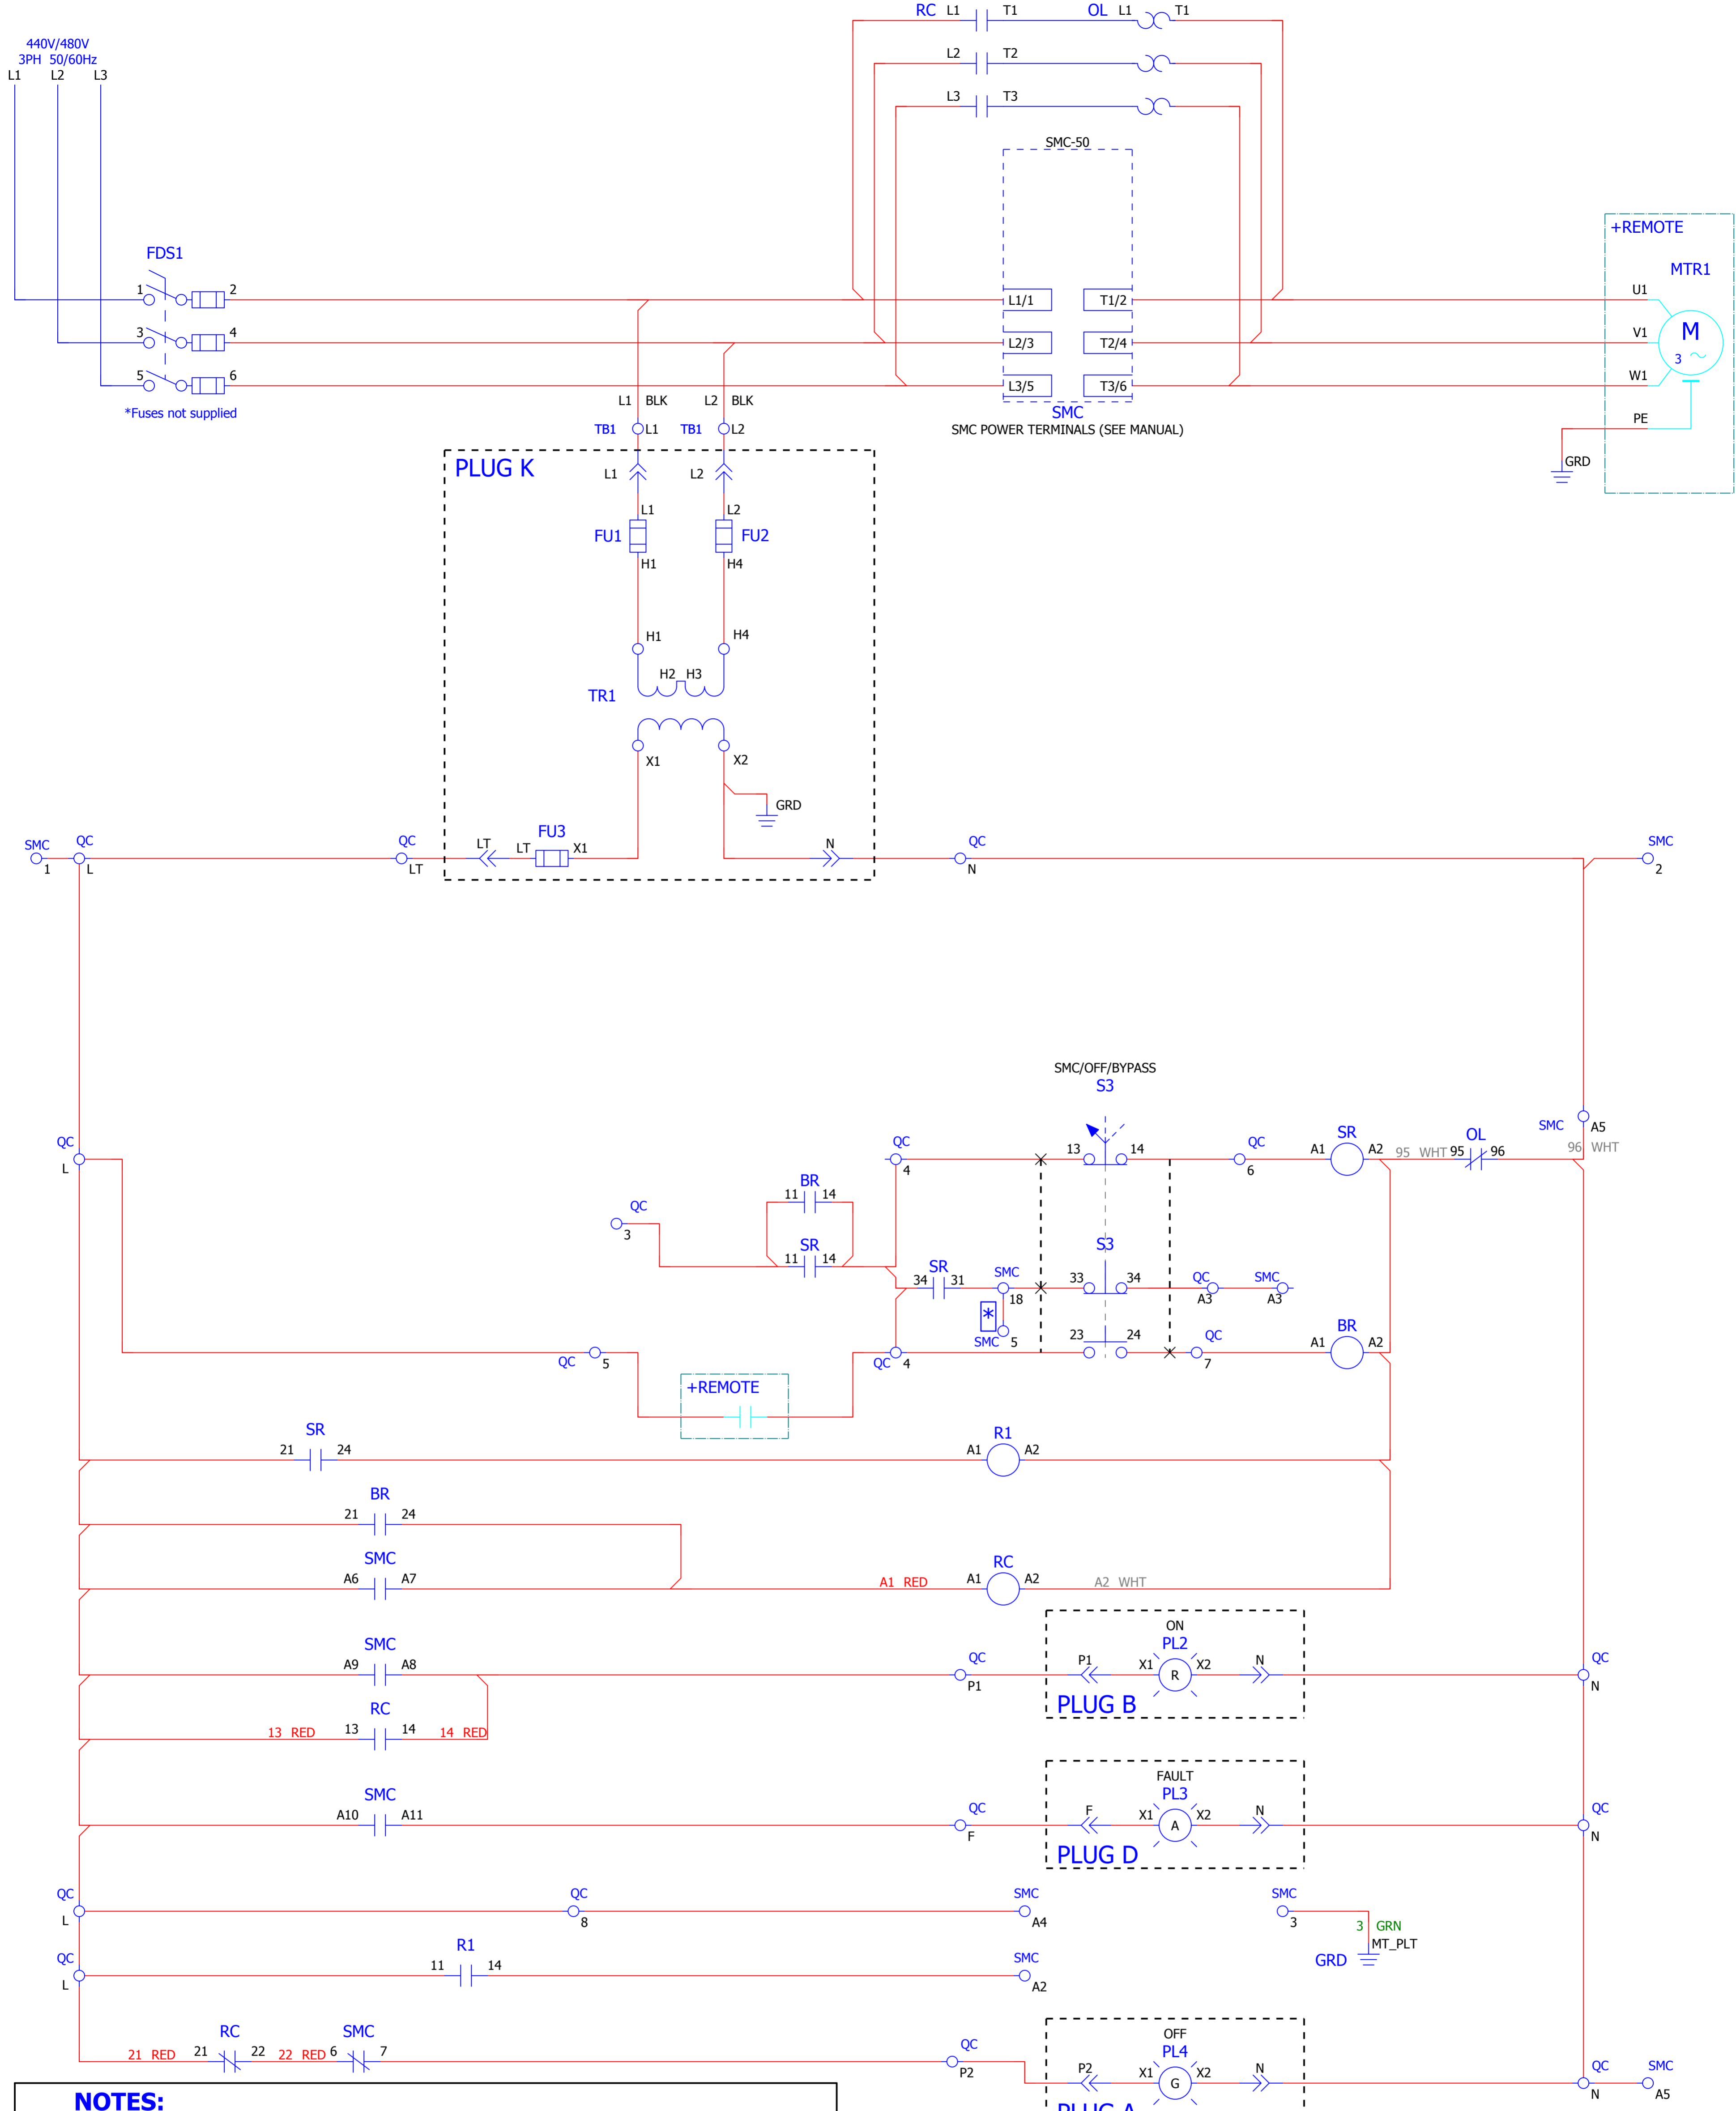 RC L1 T1 OL L1 T1
440V/480V
3PH 50/60Hz
L1 L2 L3
L2 T2
L3 T3
SMC-50
+REMOTE
MTR1
FDS1
1 2
L1/1 T1/2
U1
3 4
L2/3 T2/4
V1
M
3
5 6
L3/5 T3/6
W1
*Fuses not supplied
L1 BLK L2 BLK
SMC
SMC POWER TERMINALS (SEE MANUAL)
PE
TB1 L1 TB1 L2
GRD
PLUG K
L1 L2
L1 L2
FU1 FU2
H1 H4
H1 H4
H2 H3
TR1
X1 X2
GRD
SMC QC QC FU3 QC SMC
LT LT X1 N
1 L LT N 2
SMC/OFF/BYPASS
S3
SMC A5
QC QC 13 14 QC SR OL 96 WHT
L 4 6 A1 A2 95 WHT 95 96
BR
11 14
QC
3
SR S3
11 14
SR SMC QC SMC
34 31 33 34
18 A3 A3
*
SMC 5
23 24 QC BR
A1 A2
QC 5 QC 4 7
+REMOTE
SR R1
21 24 A1 A2
BR
21 24
SMC RC
A6 A7 A1 RED A1 A2 A2 WHT
ON
SMC PL2
A9 A8 QC P1 X1 X2 N QC
P1 R N
PLUG B
RC
13 RED 13 14 14 RED
FAULT
SMC PL3
A10 A11 QC F X1 X2 N QC
F A N
PLUG D
QC QC SMC SMC
L 8 A4 3
3 GRN
MT_PLT
GRD
QC R1 SMC
11 14
L A2
OFF
RC SMC PL4
21 RED 21 22 22 RED 6 7 QC
P2 P2 X1 X2 N QC SMC
G N A5
PLUG A
NOTES: